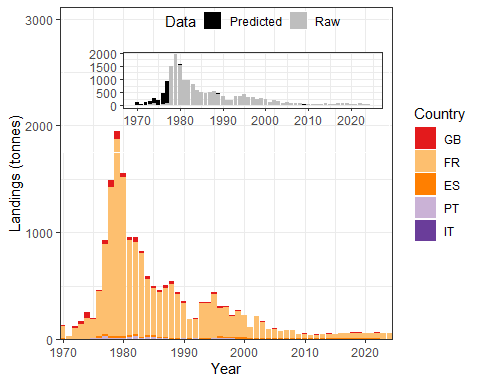 Data Predicted Raw
3000
2000
1500
1000
500
0
1970 1980 1990 2000 2010 2020
2000
1000
0
1970 1980 1990 2000 2010 2020
Year
Landings (tonnes)
Country
GB
FR
ES
PT
IT